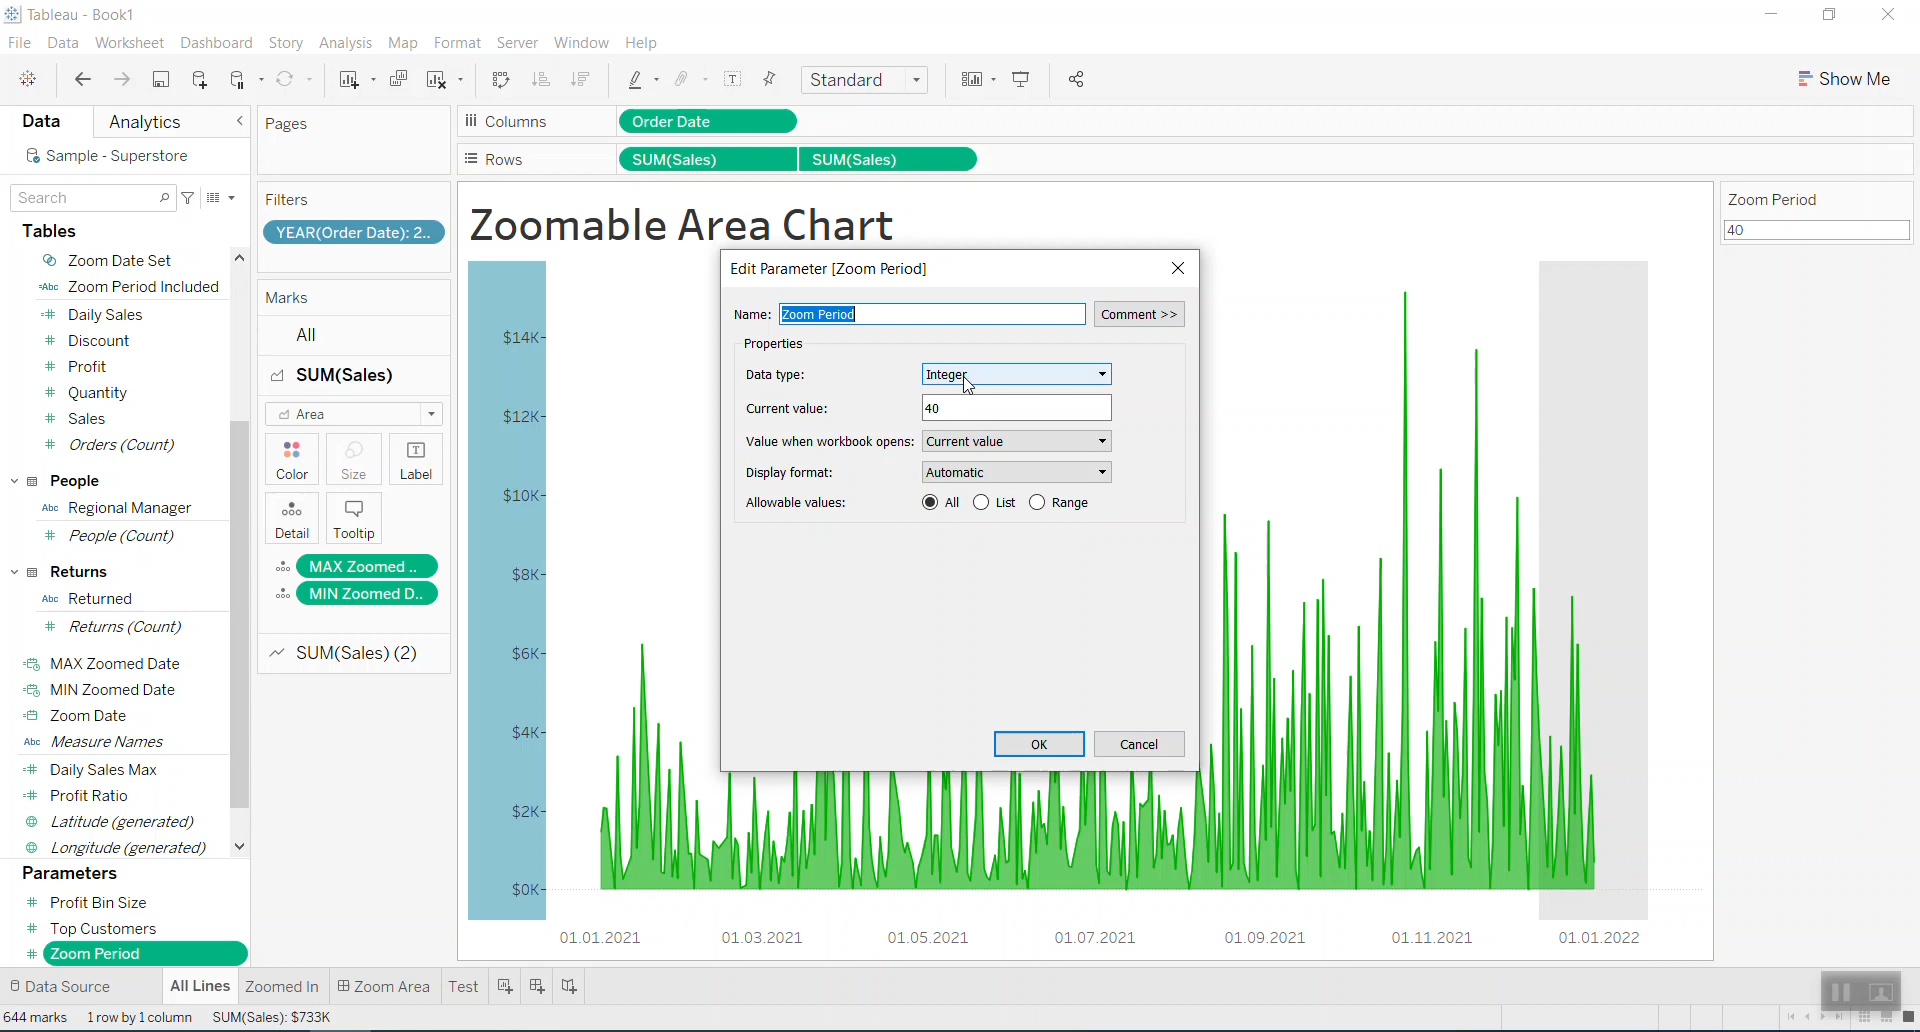 Tableau - Book1
File Data Worksheet Dashboard Story Analysis Map Format Server Window Help
Standard
Show Me
Data
Analytics
Pages
Columns
Order Date
Sample - Superstore
Rows
SUM(Sales)
SUM(Sales)
Search
Filters
YEAR(Order Date): 2..
Zoomable Area Chart
Zoom Period
40
Tables
Zoom Date Set
Abc Zoom Period Included
Daily Sales
Discount
Profit
Quantity
Sales
Orders (Count)
People
Abc Regional Manager
People (Count)
Returns
Abc Returned
Returns (Count)
MAX Zoomed Date
MIN Zoomed Date
Zoom Date
Abc Measure Names
Daily Sales Max
Profit Ratio
Latitude (generated)
Longitude (generated)
Parameters
Profit Bin Size
Top Customers
Zoom Period
Marks
All
SUM(Sales)
Area
Color
Size
Label
Detail
Tooltip
MAX Zoomed ..
MIN Zoomed D..
SUM(Sales) (2)
$14K
$12K
$10K
$8K
$6K
$4K
$2K
$0K
Edit Parameter [Zoom Period]
Name: Zoom Period Comment >>
Properties
Data type: Integer
Current value: 40
Value when workbook opens: Current value
Display format: Automatic
Allowable values: All List Range
OK Cancel
01.01.2021 01.03.2021 01.05.2021 01.07.2021 01.09.2021 01.11.2021 01.01.2022
Data Source All Lines Zoomed In Zoom Area Test
644 marks 1 row by 1 column SUM(Sales): $733K